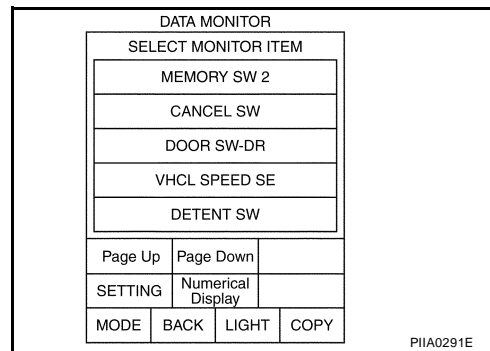 DATA MONITOR
SELECT MONITOR ITEM
MEMORY SW 2
CANCEL SW
DOOR SW-DR
VHCL SPEED SE
DETENT SW
Page Up Page Down
SETTING Numerical
Display
MODE BACK LIGHT COPY
PIIA0291E